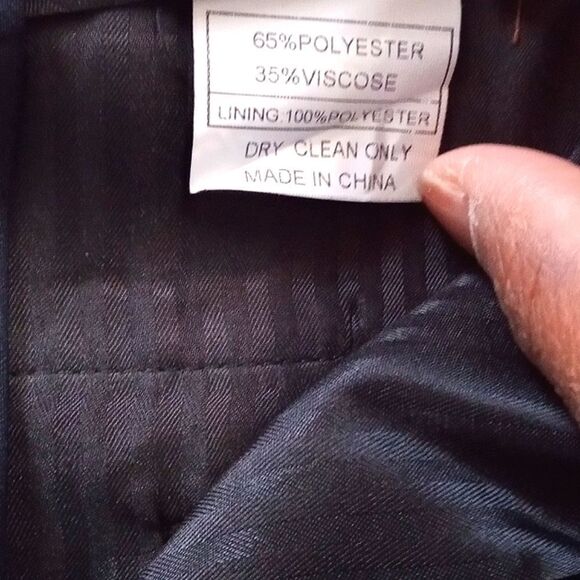 65%POLYESTER
35%VISCOSE
LINING:100%POLYESTER
DRY CLEAN ONLY
MADE IN CHINA